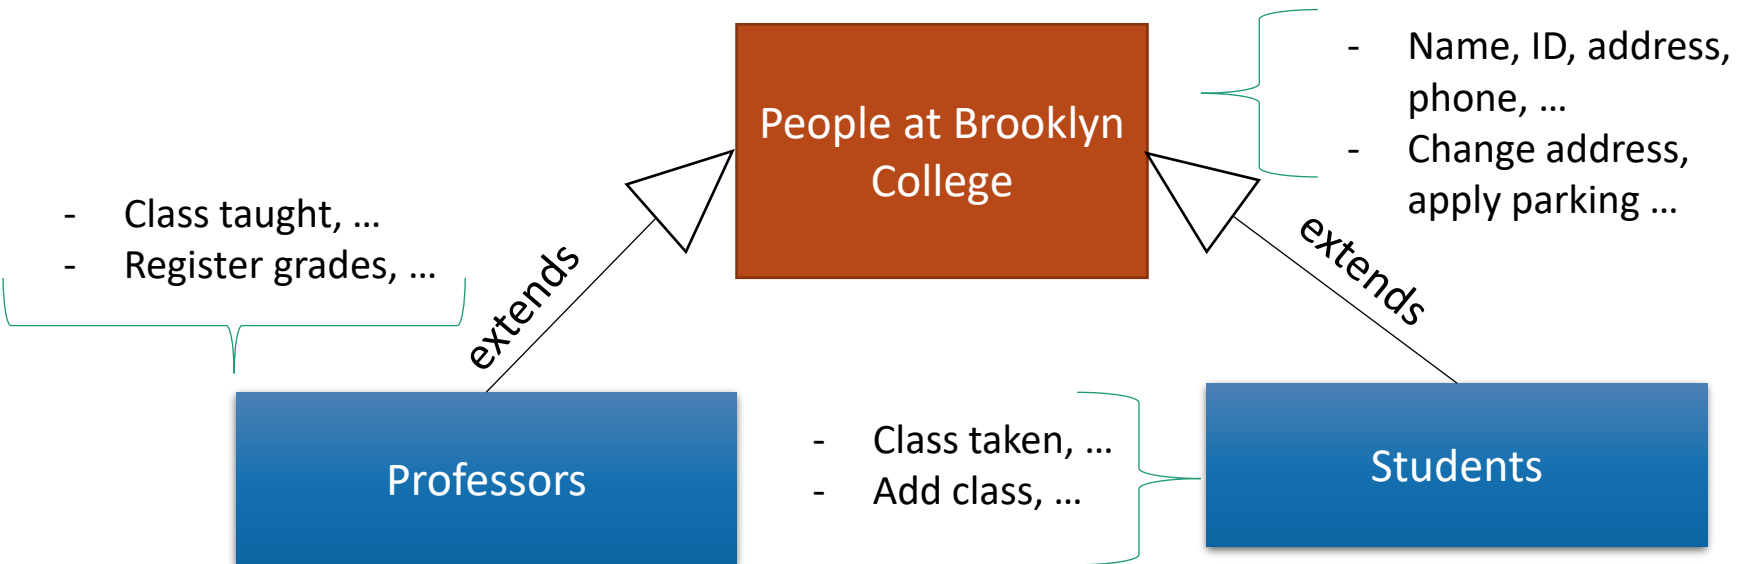 People at Brooklyn
College
- Name, ID, address,
phone, …
- Change address,
apply parking …
- Class taught, …
- Register grades, …
extends
extends
Professors
- Class taken, …
- Add class, …
Students